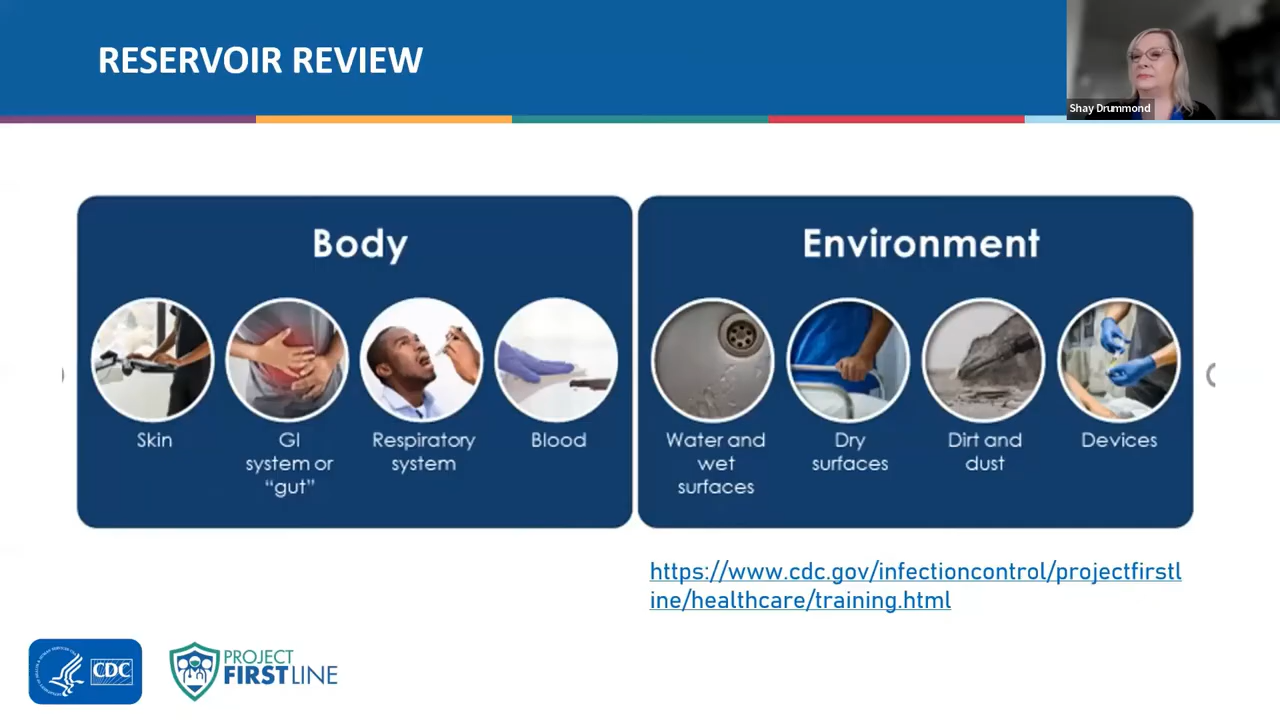 RESERVOIR REVIEW
Shay Drummond
Body
Environment
Skin
GI
system or
“gut”
Respiratory
system
Blood
Water and
wet
surfaces
Dry
surfaces
Dirt and
dust
Devices
https://www.cdc.gov/infectioncontrol/projectfirstl
ine/healthcare/training.html
CDC
PROJECT
FIRSTLINE